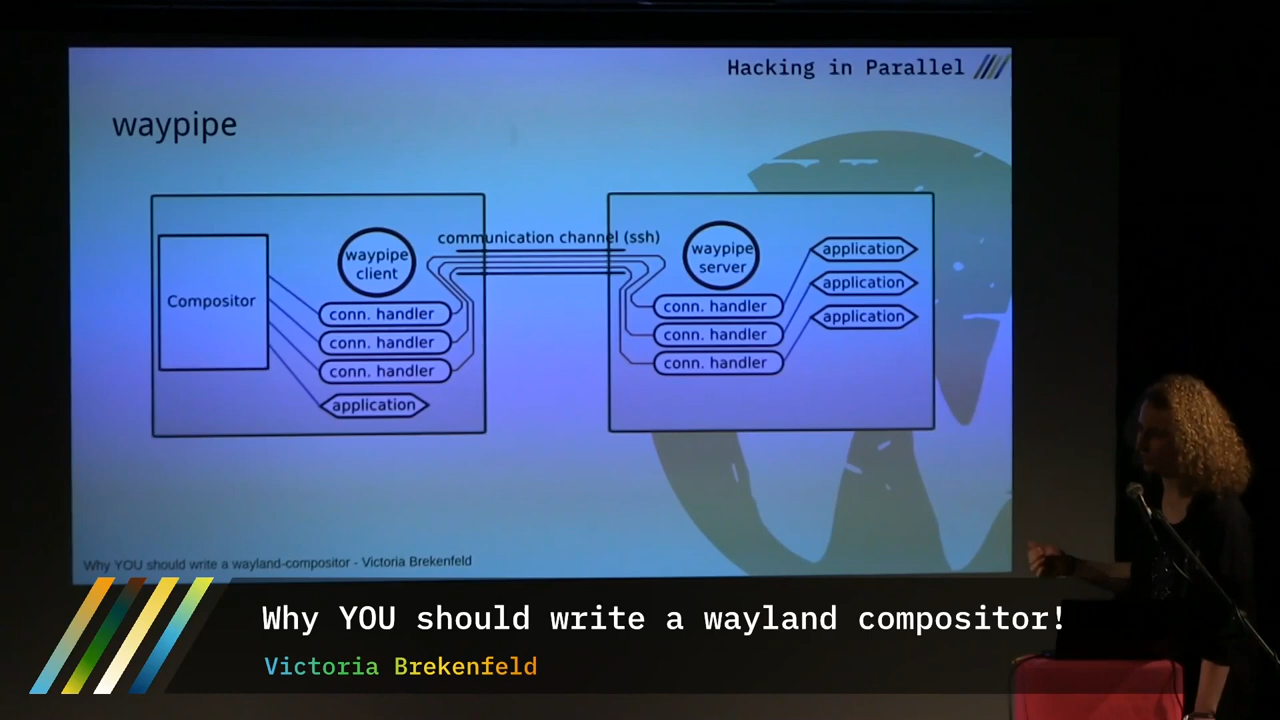 Hacking in Parallel
waypipe
communication channel (ssh)
waypipe
client
Compositor
conn. handler
conn. handler
conn. handler
application
waypipe
server
conn. handler
conn. handler
conn. handler
application
application
application
Why YOU should write a wayland-compositor - Victoria Brekenfeld
Why YOU should write a wayland compositor!
Victoria Brekenfeld